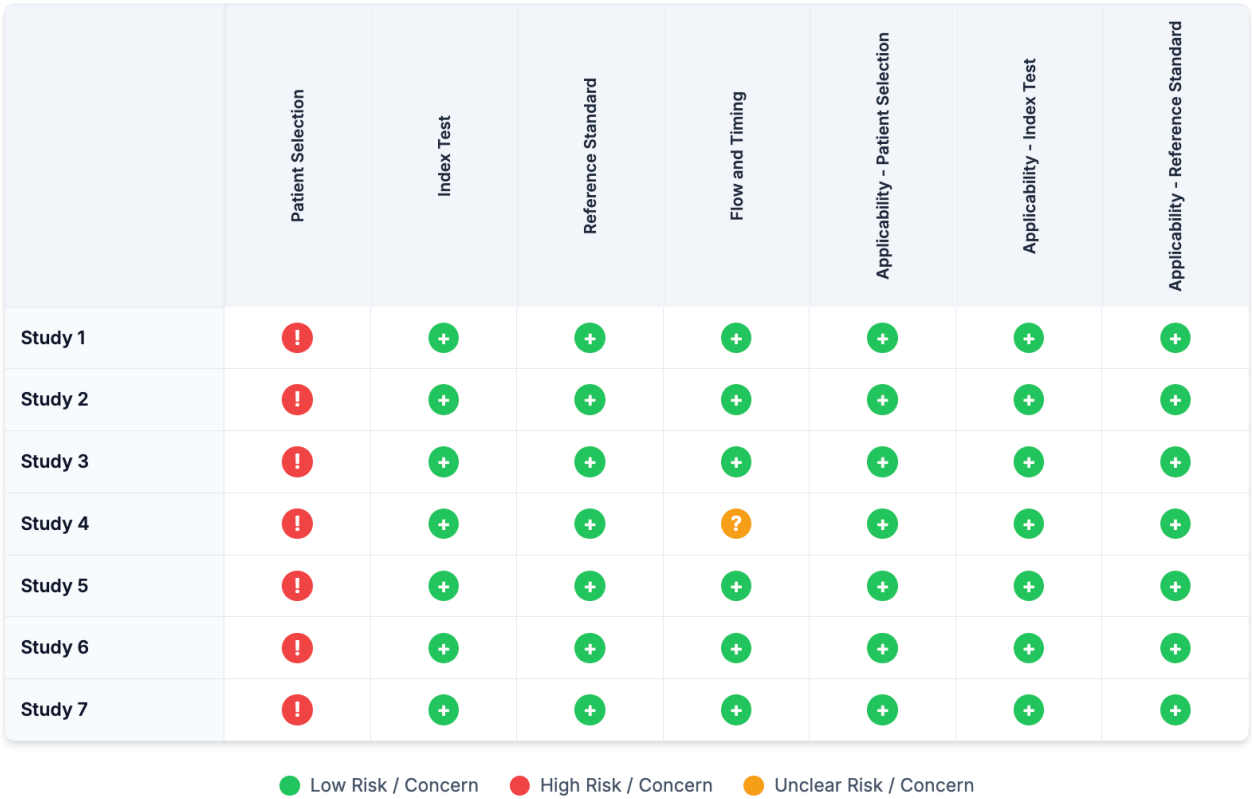 Patient Selection
Index Test
Reference Standard
Flow and Timing
Applicability - Patient Selection
Applicability - Index Test
Applicability - Reference Standard
Study 1 ! + + + + + +
Study 2 ! + + + + + +
Study 3 ! + + + + + +
Study 4 ! + + ? + + +
Study 5 ! + + + + + +
Study 6 ! + + + + + +
Study 7 ! + + + + + +
Low Risk / Concern High Risk / Concern Unclear Risk / Concern